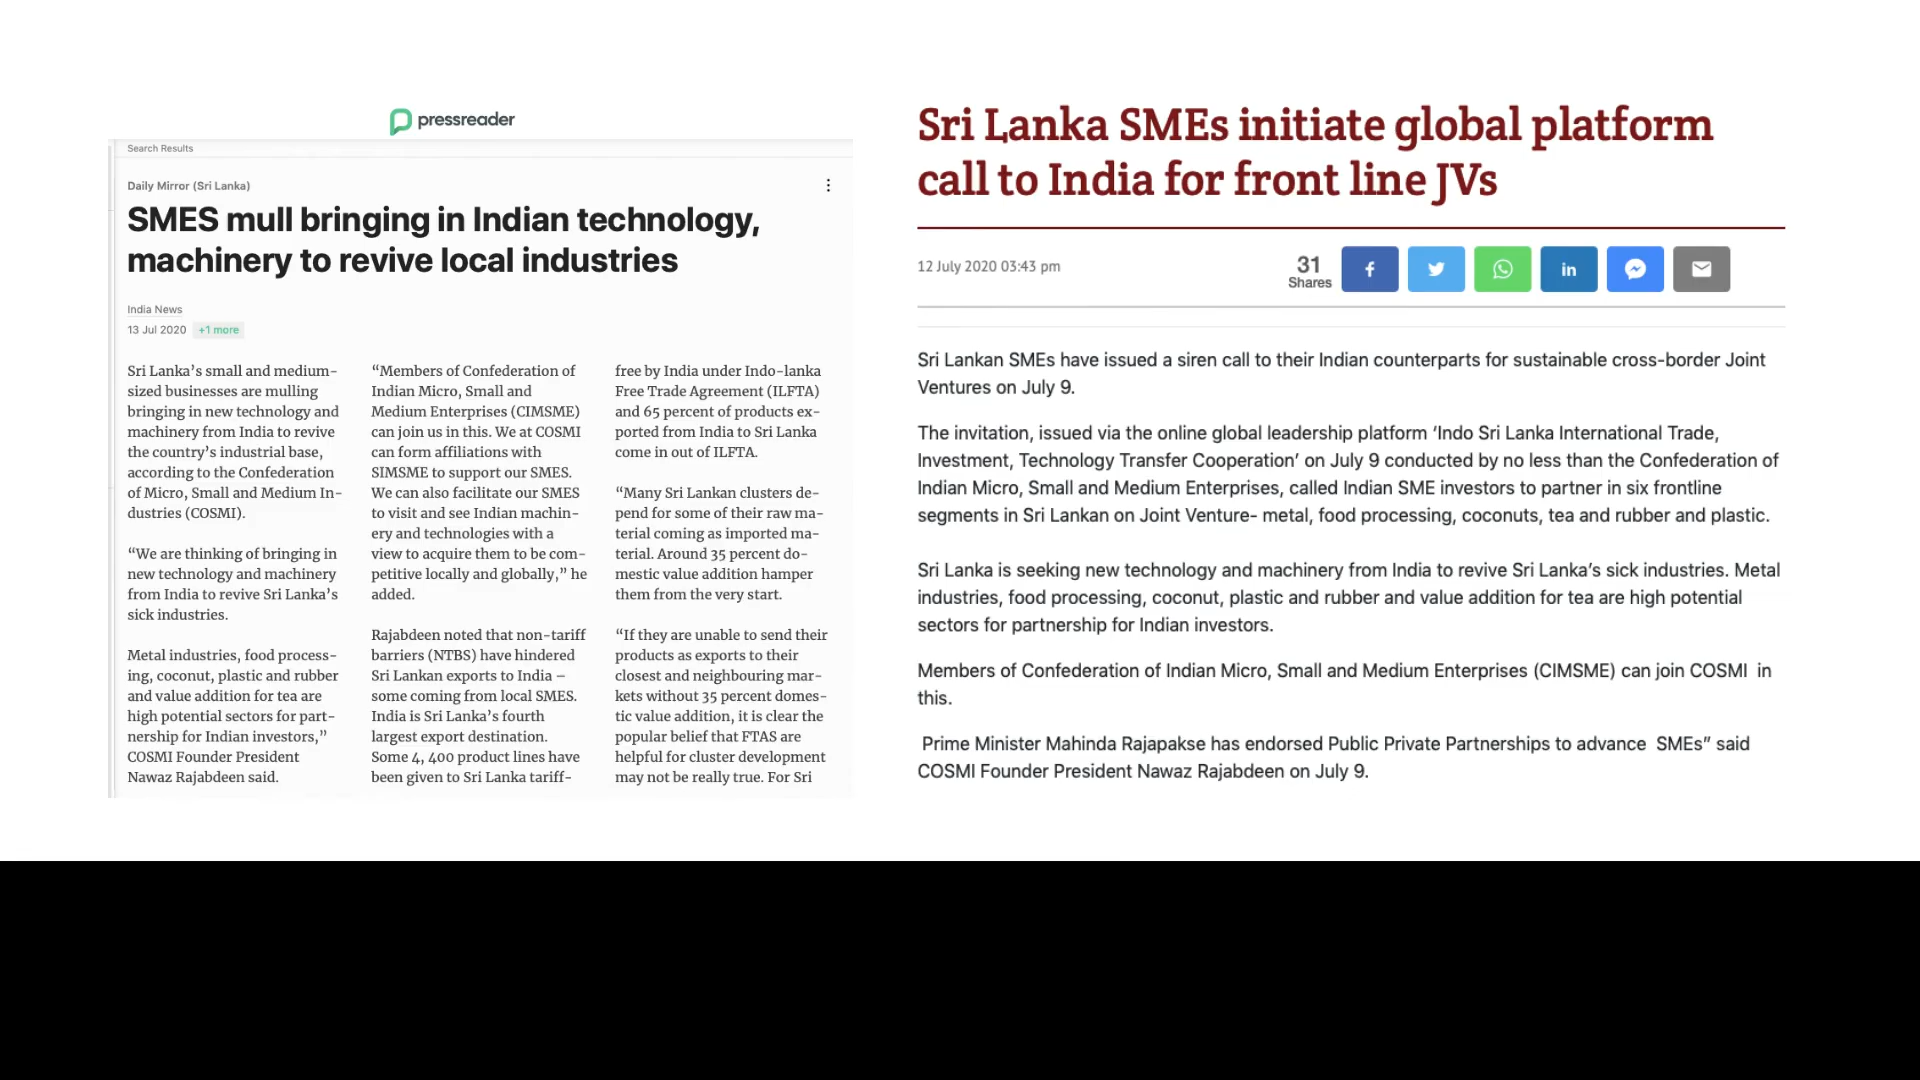 pressreader
Search Results
Daily Mirror (Sri Lanka)
SMES mull bringing in Indian technology,
machinery to revive local industries
India News
13 Jul 2020 +1 more
Sri Lanka’s small and medium-
sized businesses are mulling
bringing in new technology and
machinery from India to revive
the country’s industrial base,
according to the Confederation
of Micro, Small and Medium In-
dustries (COSMI).
“We are thinking of bringing in
new technology and machinery
from India to revive Sri Lanka’s
sick industries.
Metal industries, food process-
ing, coconut, plastic and rubber
and value addition for tea are
high potential sectors for part-
nership for Indian investors,”
COSMI Founder President
Nawaz Rajabdeen said.
“Members of Confederation of
Indian Micro, Small and
Medium Enterprises (CIMSME)
can join us in this. We at COSMI
can form affiliations with
SIMSME to support our SMES.
We can also facilitate our SMES
to visit and see Indian machin-
ery and technologies with a
view to acquire them to be com-
petitive locally and globally,” he
added.
Rajabdeen noted that non-tariff
barriers (NTBS) have hindered
Sri Lankan exports to India –
some coming from local SMES.
India is Sri Lanka’s fourth
largest export destination.
Some 4, 400 product lines have
been given to Sri Lanka tariff-
free by India under Indo-lanka
Free Trade Agreement (ILFTA)
and 65 percent of products ex-
ported from India to Sri Lanka
come in out of ILFTA.
“Many Sri Lankan clusters de-
pend for some of their raw ma-
terial coming as imported ma-
terial. Around 35 percent do-
mestic value addition hamper
them from the very start.
“If they are unable to send their
products as exports to their
closest and neighbouring mar-
kets without 35 percent domes-
tic value addition, it is clear the
popular belief that FTAS are
helpful for cluster development
may not be really true. For Sri
Sri Lanka SMEs initiate global platform
call to India for front line JVs
12 July 2020 03:43 pm
31
Shares
Sri Lankan SMEs have issued a siren call to their Indian counterparts for sustainable cross-border Joint
Ventures on July 9.
The invitation, issued via the online global leadership platform ‘Indo Sri Lanka International Trade,
Investment, Technology Transfer Cooperation’ on July 9 conducted by no less than the Confederation of
Indian Micro, Small and Medium Enterprises, called Indian SME investors to partner in six frontline
segments in Sri Lankan on Joint Venture- metal, food processing, coconuts, tea and rubber and plastic.
Sri Lanka is seeking new technology and machinery from India to revive Sri Lanka’s sick industries. Metal
industries, food processing, coconut, plastic and rubber and value addition for tea are high potential
sectors for partnership for Indian investors.
Members of Confederation of Indian Micro, Small and Medium Enterprises (CIMSME) can join COSMI in
this.
Prime Minister Mahinda Rajapakse has endorsed Public Private Partnerships to advance SMEs” said
COSMI Founder President Nawaz Rajabdeen on July 9.